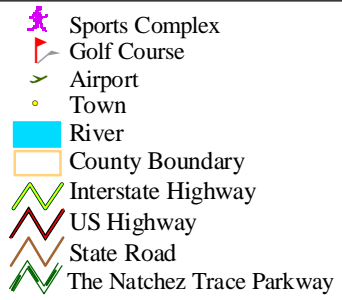 Sports Complex
Golf Course
Airport
Town
River
County Boundary
Interstate Highway
US Highway
State Road
The Natchez Trace Parkway